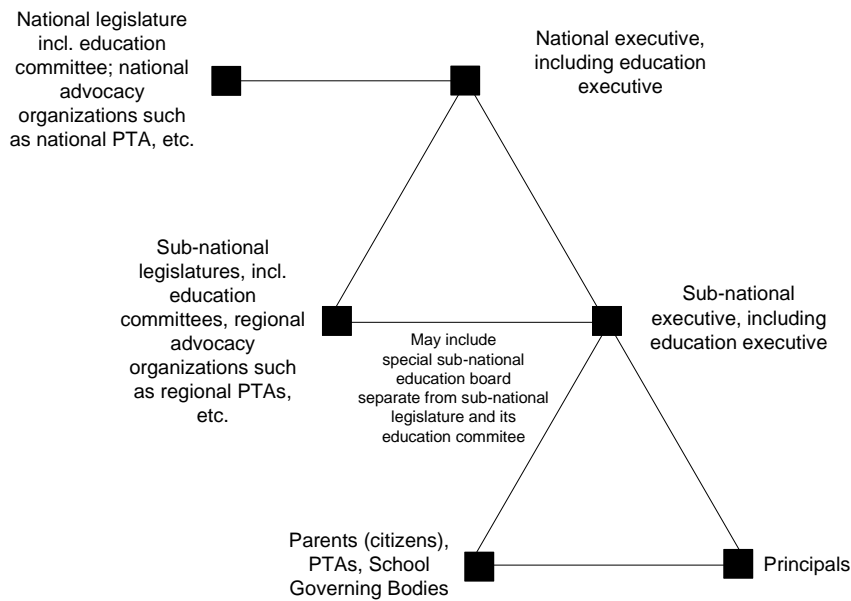 National legislature
incl. education
committee; national
advocacy
organizations such
as national PTA, etc.
National executive,
including education
executive
Sub-national
legislatures, incl.
education
committees, regional
advocacy
organizations such
as regional PTAs,
etc.
May include
special sub-national
education board
separate from sub-national
legislature and its
education commitee
Sub-national
executive, including
education executive
Parents (citizens),
PTAs, School
Governing Bodies
Principals